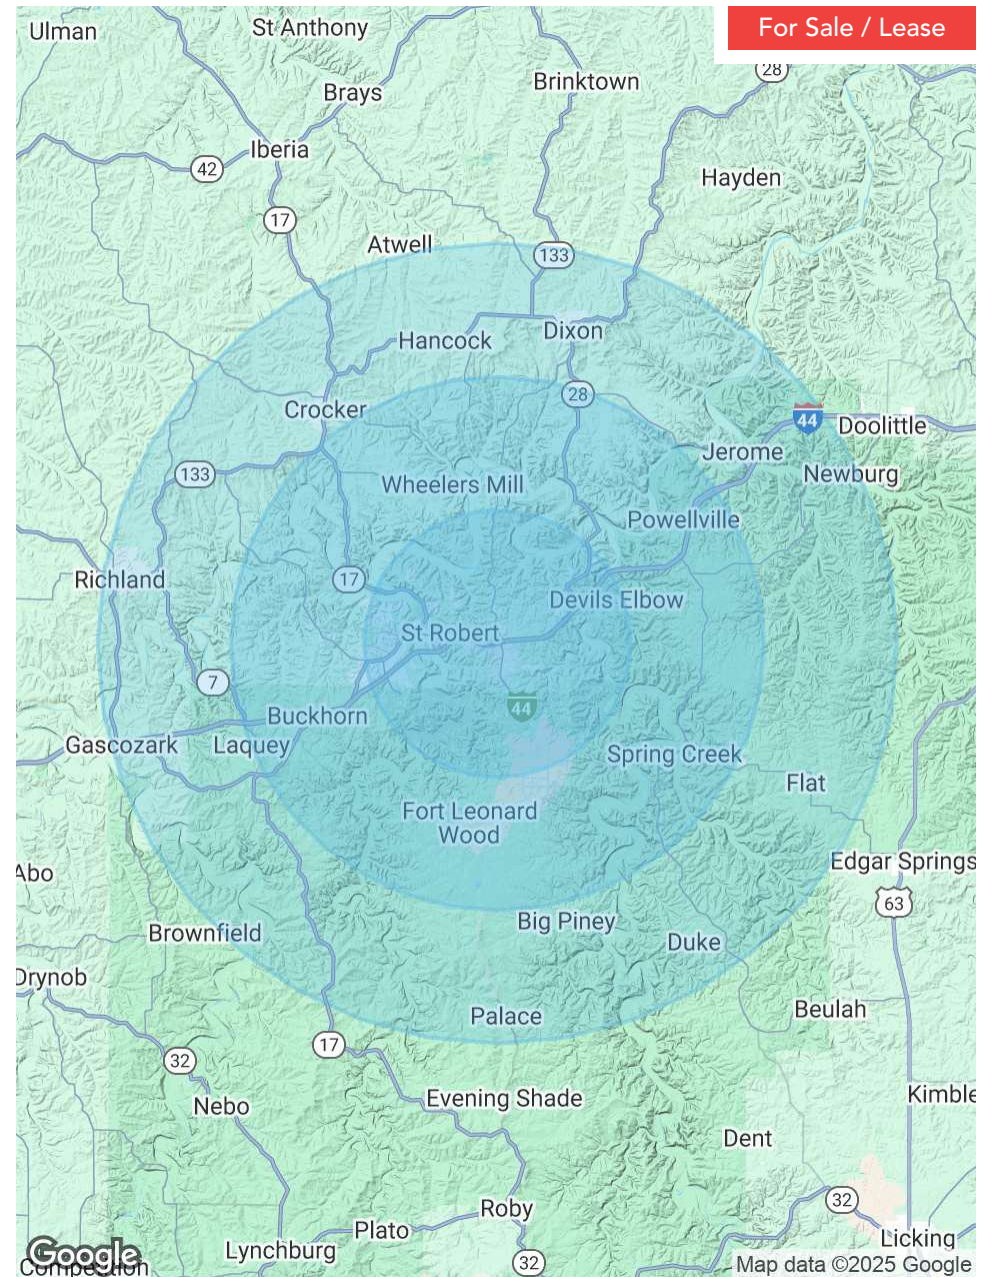 For Sale / Lease
Ulman
St Anthony
28
Brinktown
Brays
Iberia
42
Hayden
17
Atwell
133
Dixon
Hancock
28
Crocker
44
Doolittle
Jerome
133
Newburg
Wheelers Mill
Powellville
17
Richland
Devils Elbow
St Robert
7
44
Buckhorn
Gascozark
Laquey
Spring Creek
Flat
Fort Leonard
Wood
Edgar Springs
Abo
63
Big Piney
Brownfield
Duke
Drynob
Beulah
Palace
17
32
Kimble
Evening Shade
Nebo
Dent
32
Roby
Plato
Licking
Lynchburg
Google
32
Map data ©2025 Google